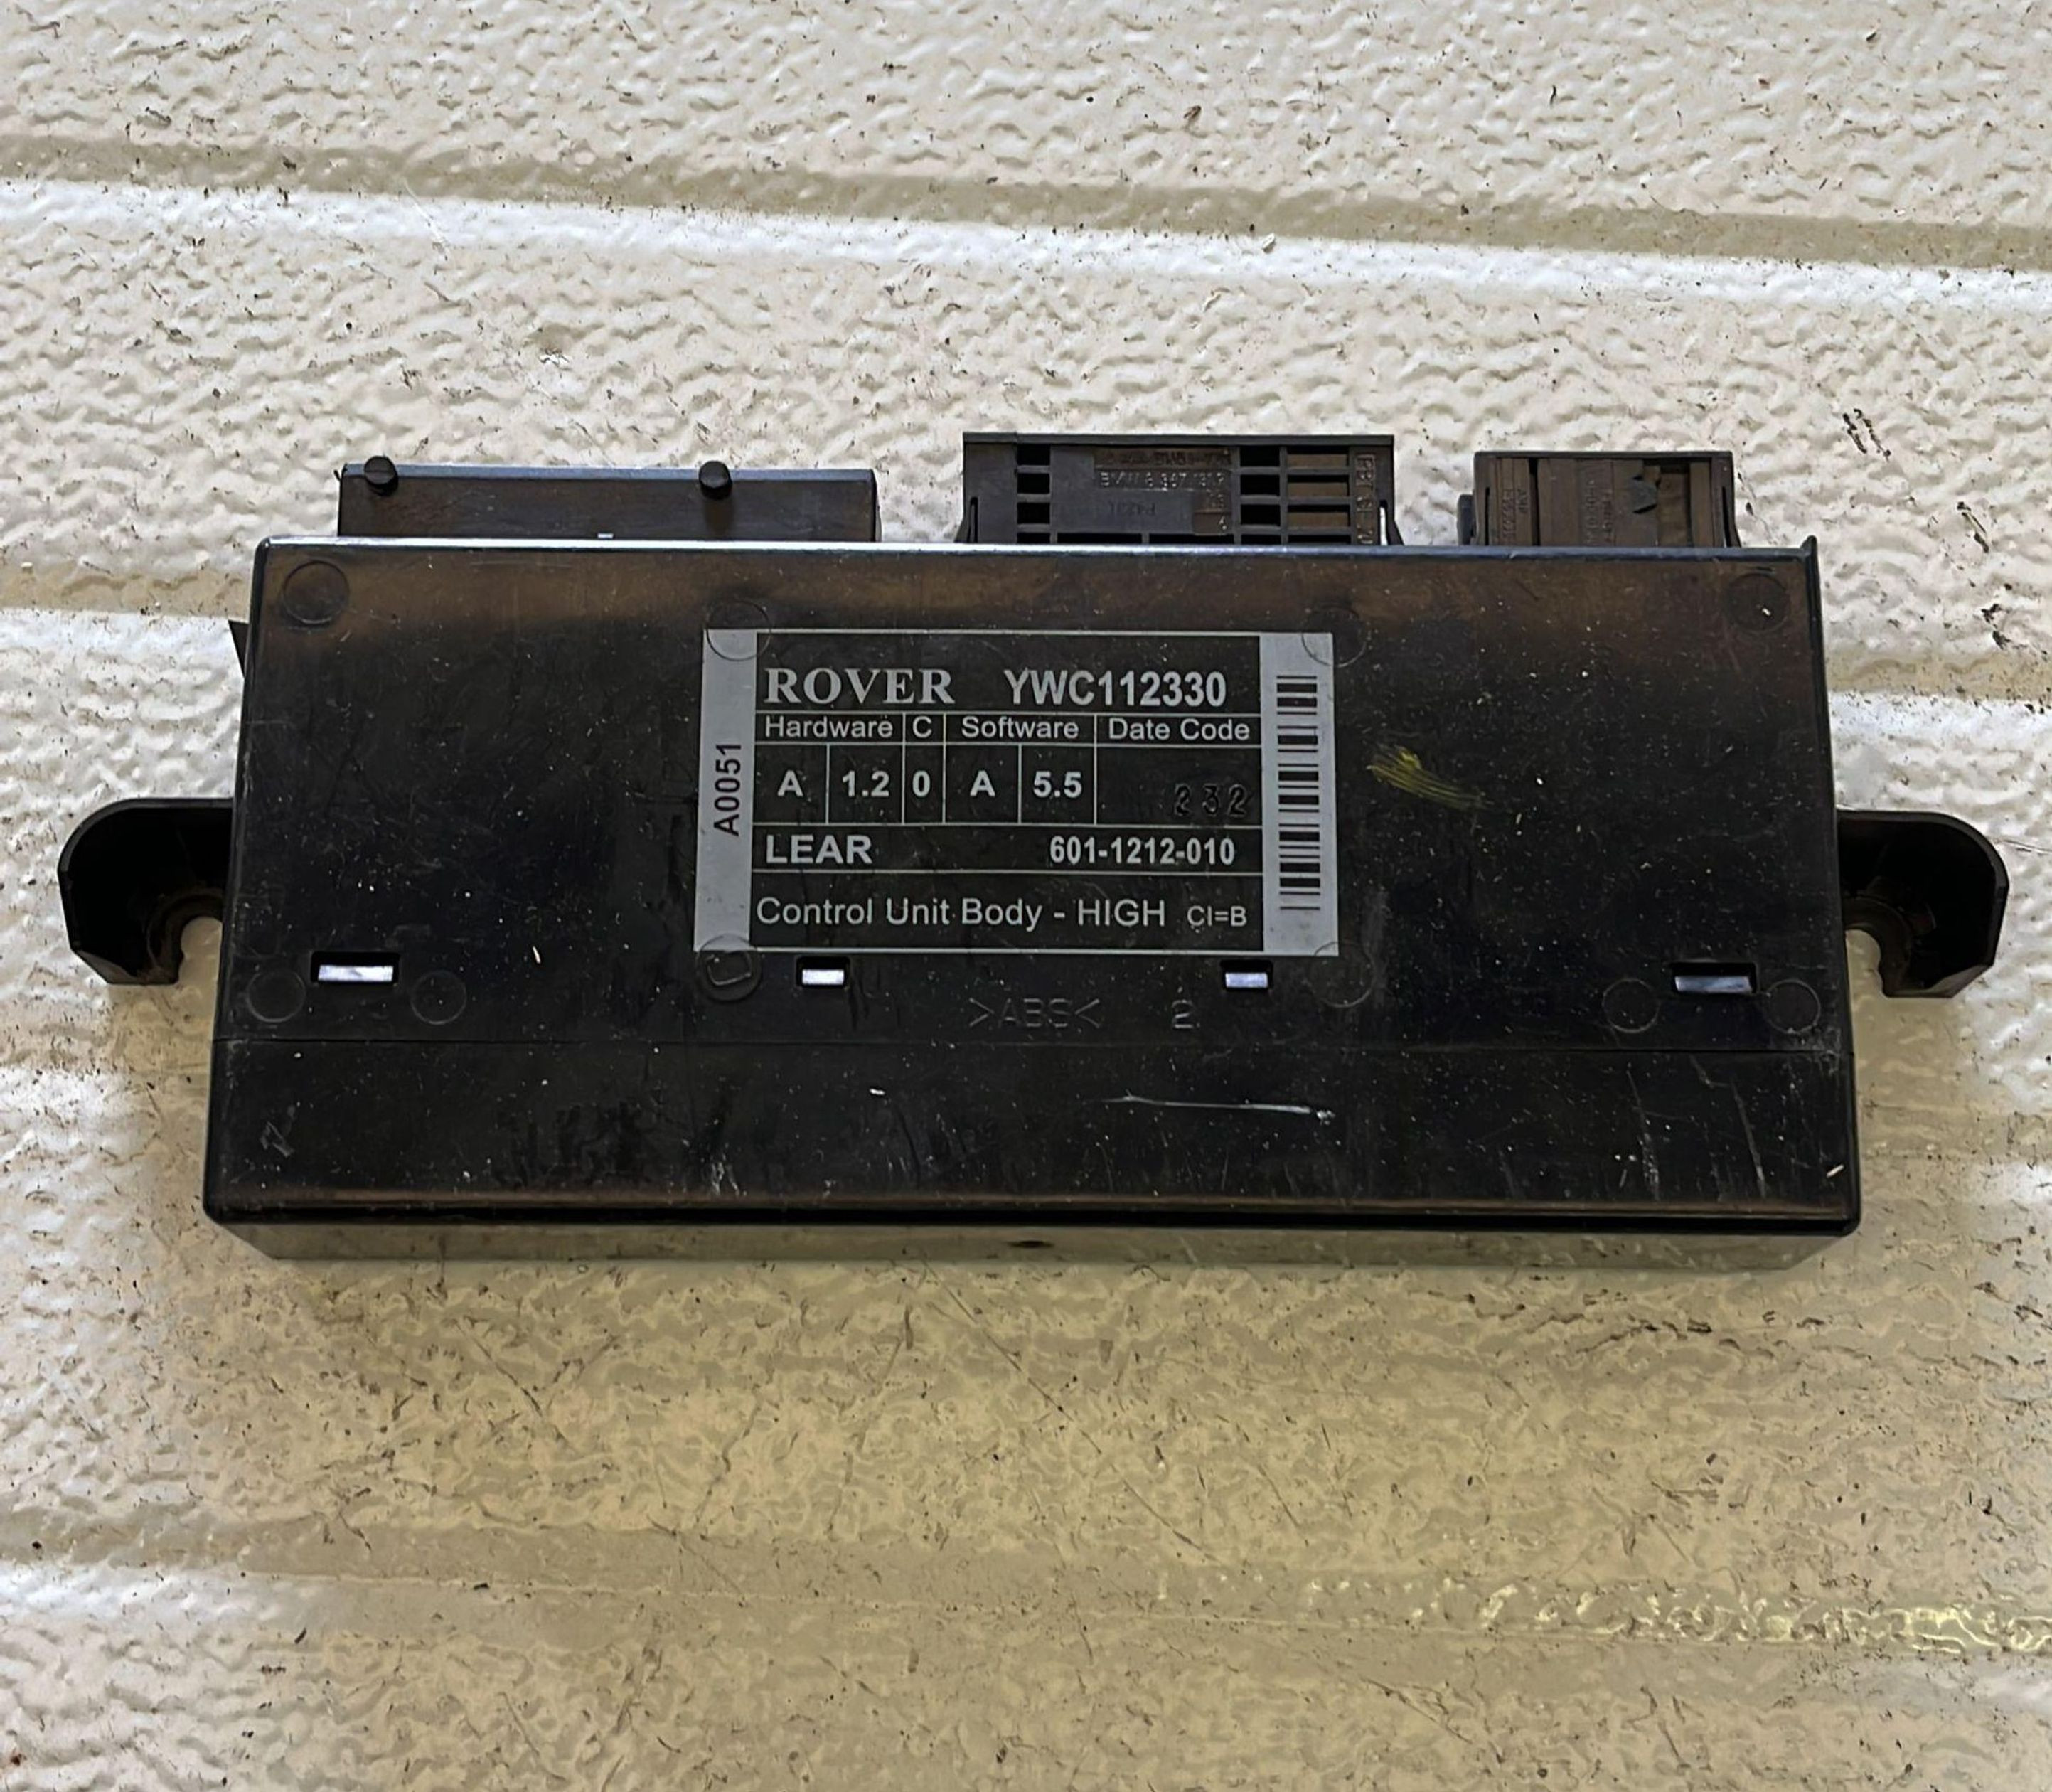 ROVER YWC112330
Hardware C Software Date Code
A 1.2 0 A 5.5 232
LEAR 601-1212-010
Control Unit Body - HIGH CI=B
A0051
>ABS< 2